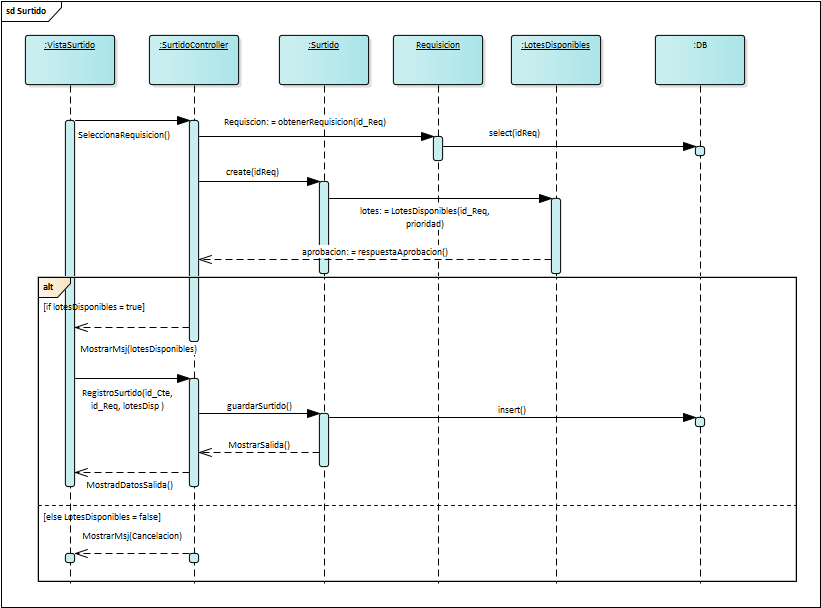 sd Surtido
:VistaSurtido
:SurtidoController
:Surtido
Requisicion
:LotesDisponibles
:DB
SeleccionaRequisicion()
Requiscion: = obtenerRequisicion(id_Req)
select(idReq)
create(idReq)
lotes: = LotesDisponibles(id_Req,
prioridad)
aprobacion: = respuestaAprobacion()
alt
[if lotesDisponibles = true]
MostrarMsj(lotesDisponibles)
RegistroSurtido(id_Cte,
id_Req, lotesDisp )
guardarSurtido()
insert()
MostrarSalida()
MostradDatosSalida()
[else LotesDisponibles = false]
MostrarMsj(Cancelacion)